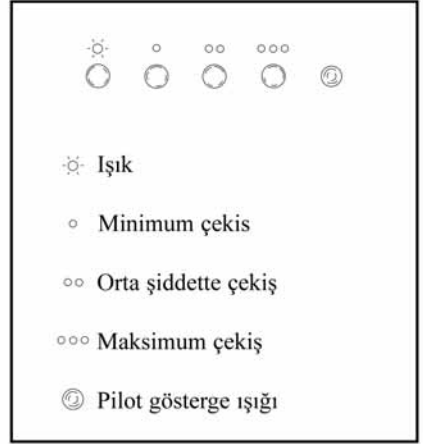 Işık
Minimum çekis
Orta şiddette çekiş
Maksimum çekiş
Pilot gösterge ışığı